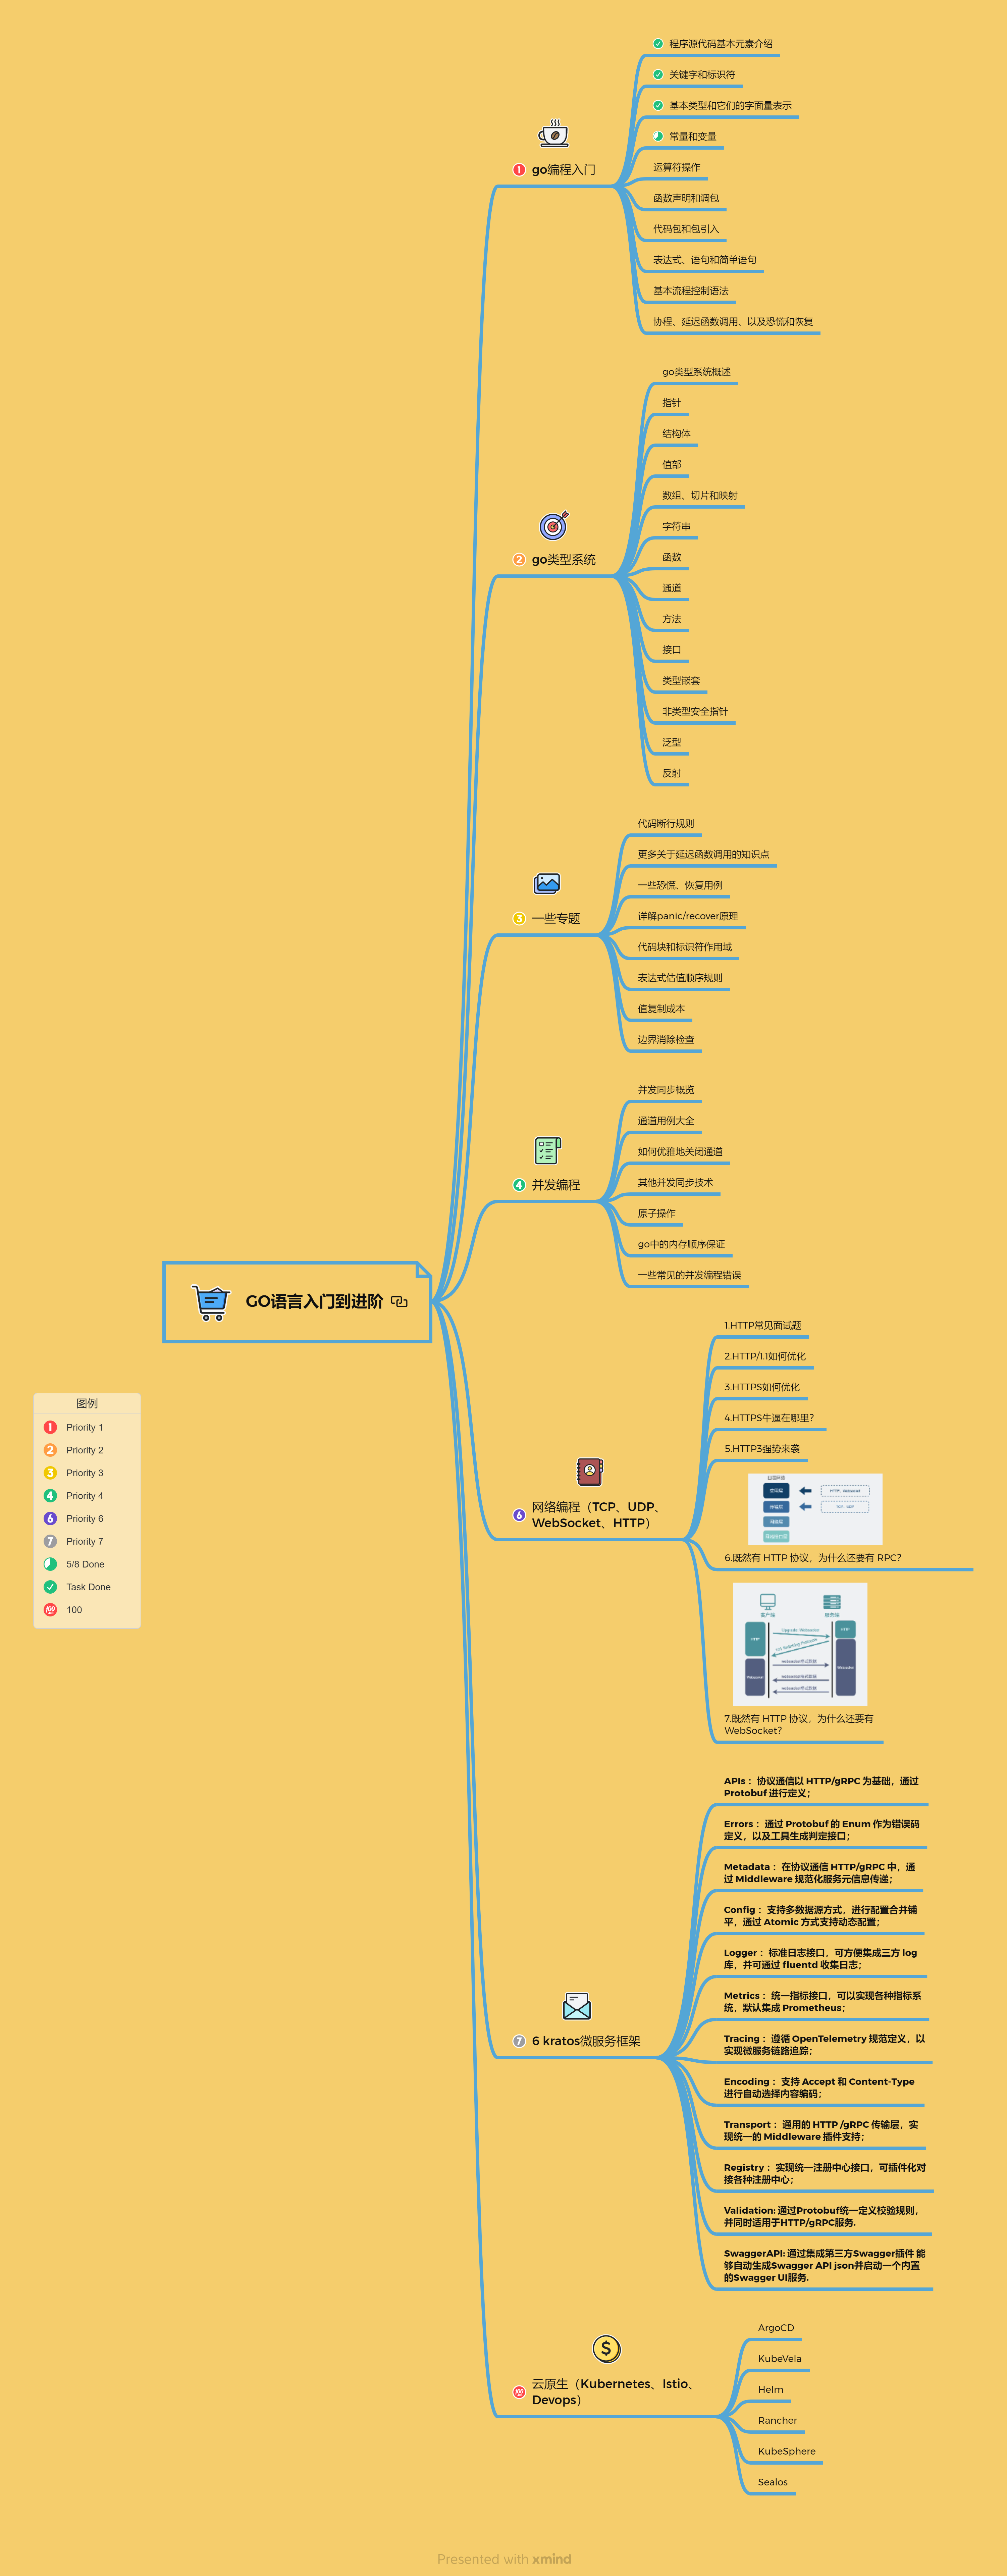 程序源代码基本元素介绍
关键字和标识符
基本类型和它们的字面量表示
常量和变量
运算符操作
函数声明和调包
代码包和包引入
表达式、语句和简单语句
基本流程控制语法
协程、延迟函数调用、以及恐慌和恢复
1 go编程入门
go类型系统概述
指针
结构体
值部
数组、切片和映射
字符串
函数
通道
方法
接口
类型嵌套
非类型安全指针
泛型
反射
2 go类型系统
代码断行规则
更多关于延迟函数调用的知识点
一些恐慌、恢复用例
详解panic/recover原理
代码块和标识符作用域
表达式估值顺序规则
值复制成本
边界消除检查
3 一些专题
并发同步概览
通道用例大全
如何优雅地关闭通道
其他并发同步技术
原子操作
go中的内存顺序保证
一些常见的并发编程错误
4 并发编程
GO语言入门到进阶
1.HTTP常见面试题
2.HTTP/1.1如何优化
3.HTTPS如何优化
4.HTTPS牛逼在哪里?
5.HTTP3强势来袭
6.既然有 HTTP 协议，为什么还要有 RPC?
客户端
服务端
7.既然有 HTTP 协议，为什么还要有
WebSocket?
6 网络编程（TCP、UDP、
WebSocket、HTTP）
图例
1 Priority 1
2 Priority 2
3 Priority 3
4 Priority 4
6 Priority 6
7 Priority 7
5/8 Done
Task Done
100 100
APIs ：协议通信以 HTTP/gRPC 为基础，通过
Protobuf 进行定义；
Errors ：通过 Protobuf 的 Enum 作为错误码
定义，以及工具生成判定接口；
Metadata ：在协议通信 HTTP/gRPC 中，通
过 Middleware 规范化服务元信息传递；
Config ：支持多数据源方式，进行配置合并铺
平，通过 Atomic 方式支持动态配置；
Logger ：标准日志接口，可方便集成三方 log
库，并可通过 fluentd 收集日志；
Metrics ：统一指标接口，可以实现各种指标系
统，默认集成 Prometheus；
Tracing ：遵循 OpenTelemetry 规范定义，以
实现微服务链路追踪；
Encoding ：支持 Accept 和 Content-Type
进行自动选择内容编码；
Transport ：通用的 HTTP /gRPC 传输层，实
现统一的 Middleware 插件支持；
Registry ：实现统一注册中心接口，可插件化对
接各种注册中心；
Validation: 通过Protobuf统一定义校验规则，
并同时适用于HTTP/gRPC服务.
SwaggerAPI: 通过集成第三方Swagger插件 能
够自动生成Swagger API json并启动一个内置
的Swagger UI服务.
7 6 kratos微服务框架
ArgoCD
KubeVela
Helm
Rancher
KubeSphere
Sealos
100 云原生（Kubernetes、Istio、
Devops）
Presented with xmind